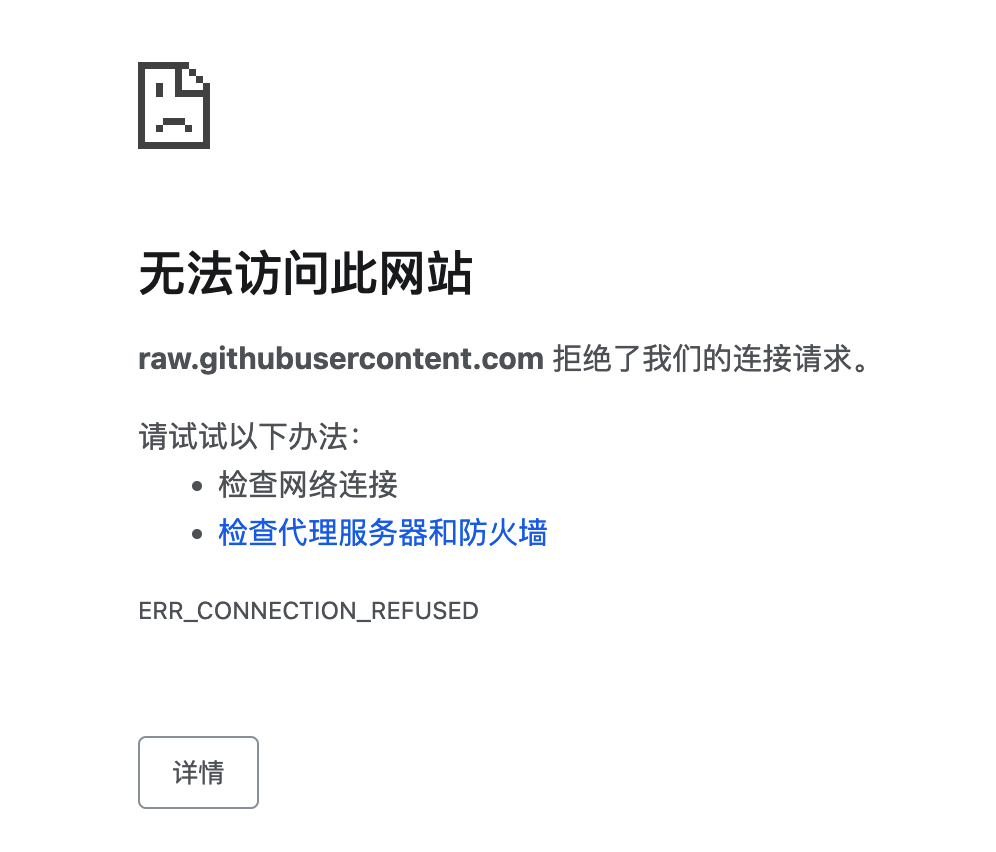 无法访问此网站
raw.githubusercontent.com 拒绝了我们的连接请求。
请试试以下办法：
• 检查网络连接
• 检查代理服务器和防火墙
ERR_CONNECTION_REFUSED
详情